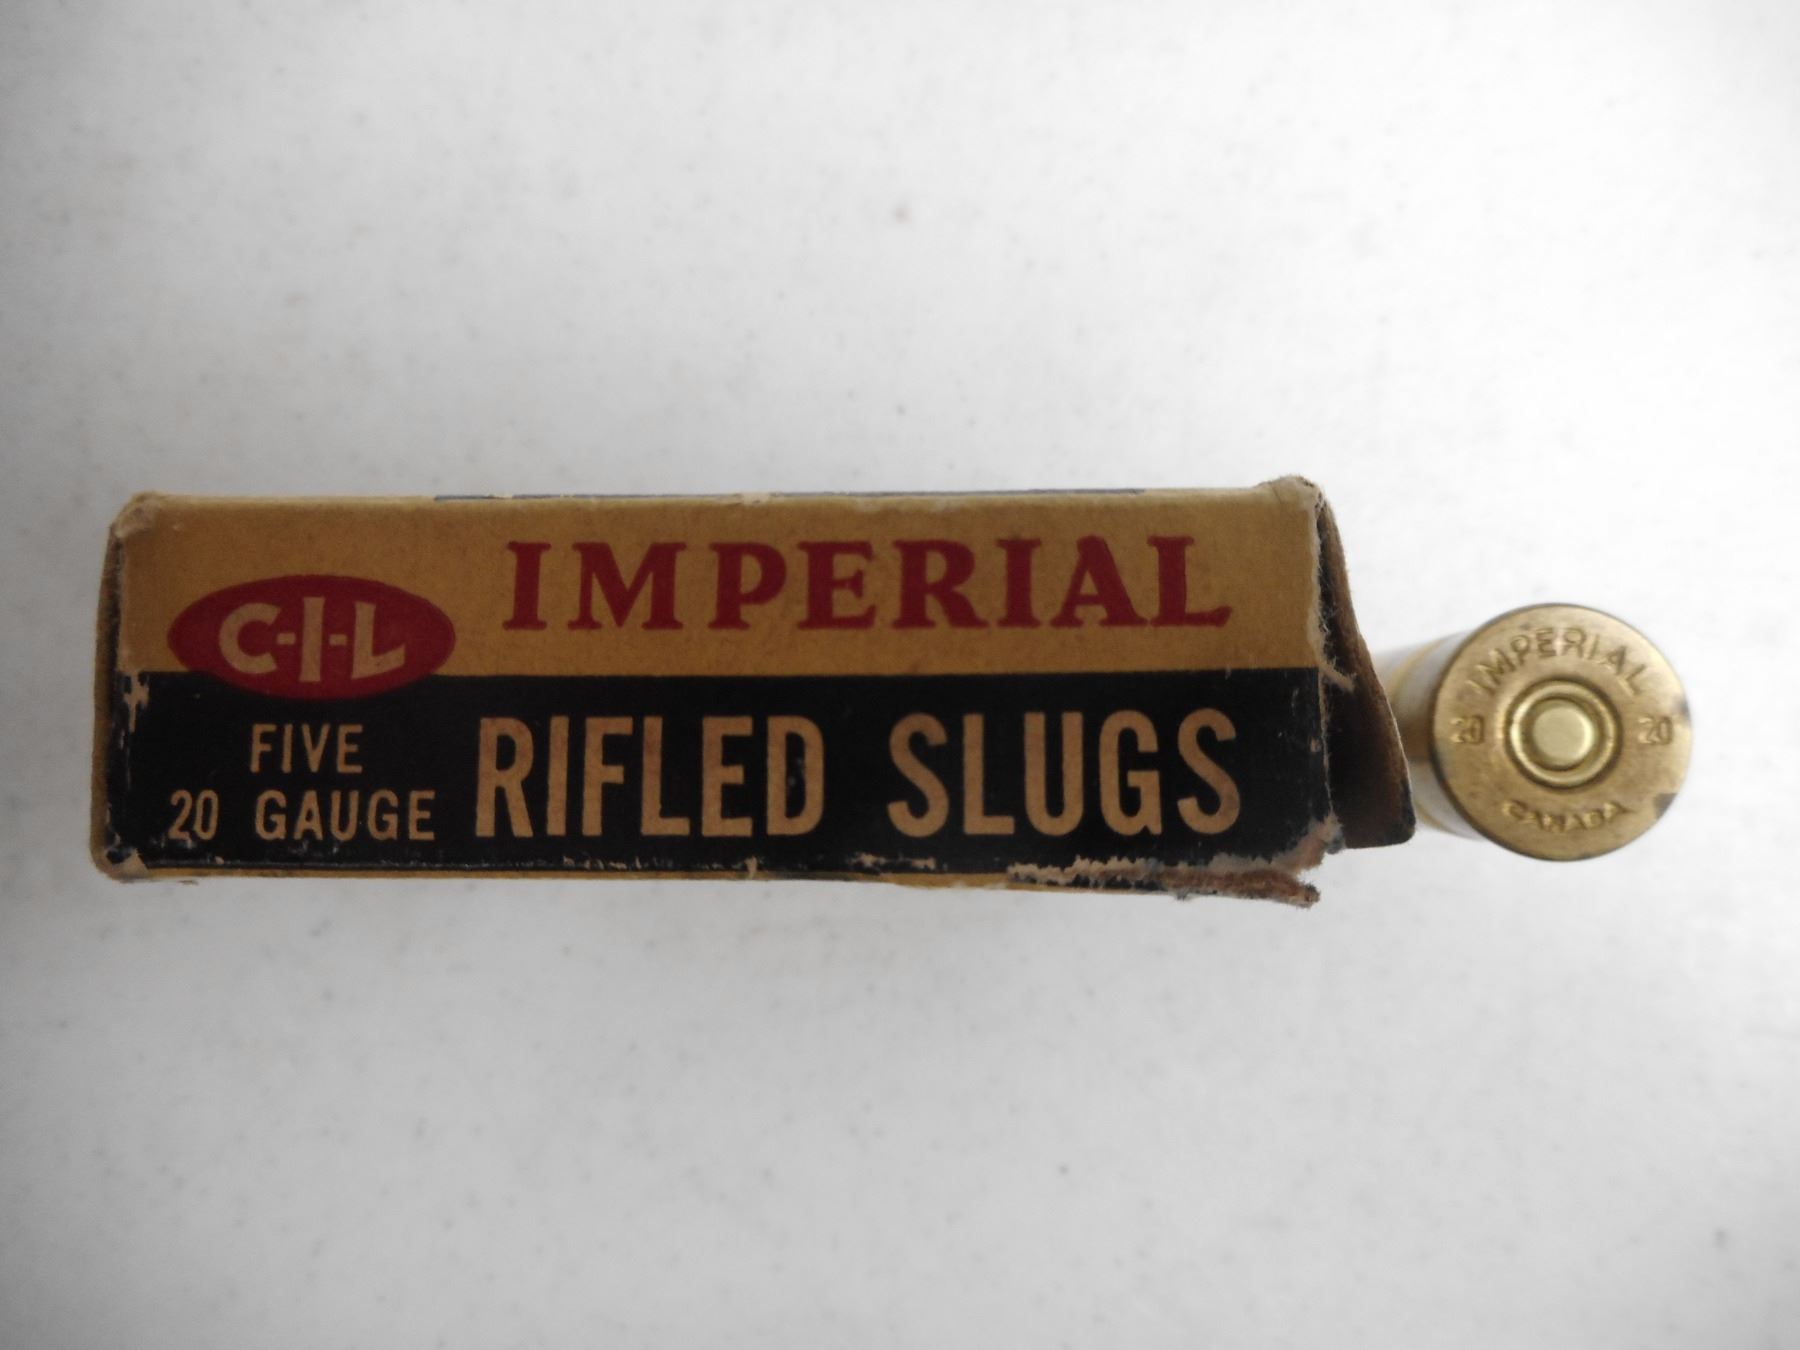 C-I-L
IMPERIAL
FIVE
20 GAUGE
RIFLED SLUGS
IMPERIAL
20 20
CANADA